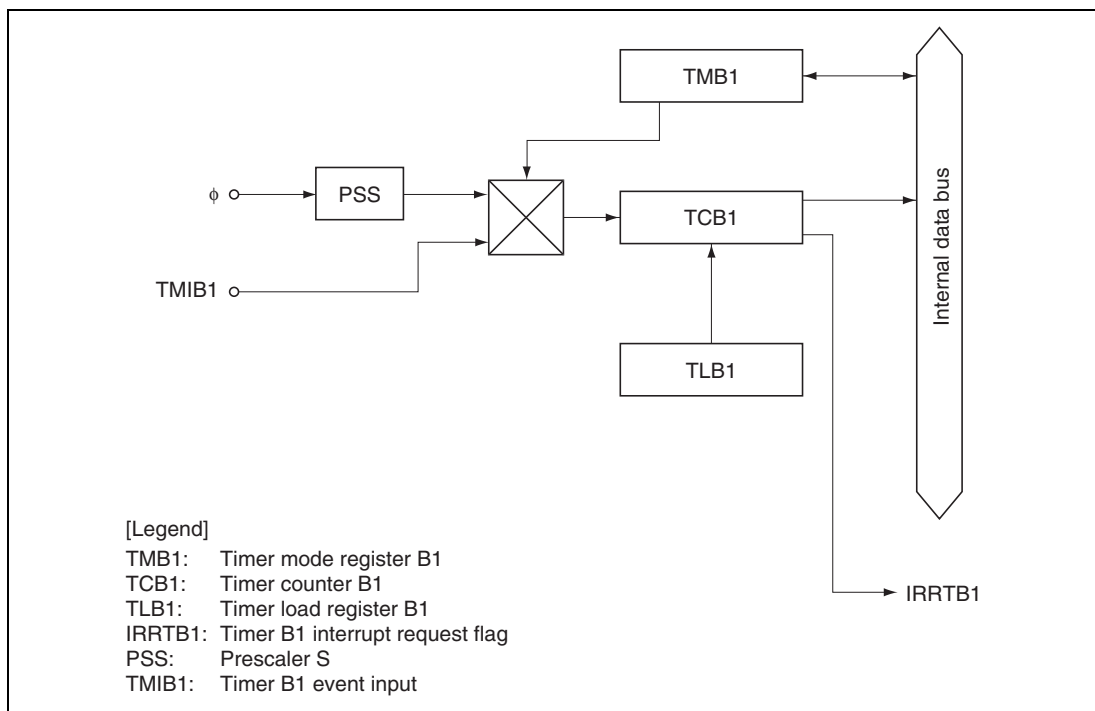 TMB1
φ
PSS
TCB1
TMIB1
TLB1
Internal data bus
IRRTB1
[Legend]
TMB1: Timer mode register B1
TCB1: Timer counter B1
TLB1: Timer load register B1
IRRTB1: Timer B1 interrupt request flag
PSS: Prescaler S
TMIB1: Timer B1 event input